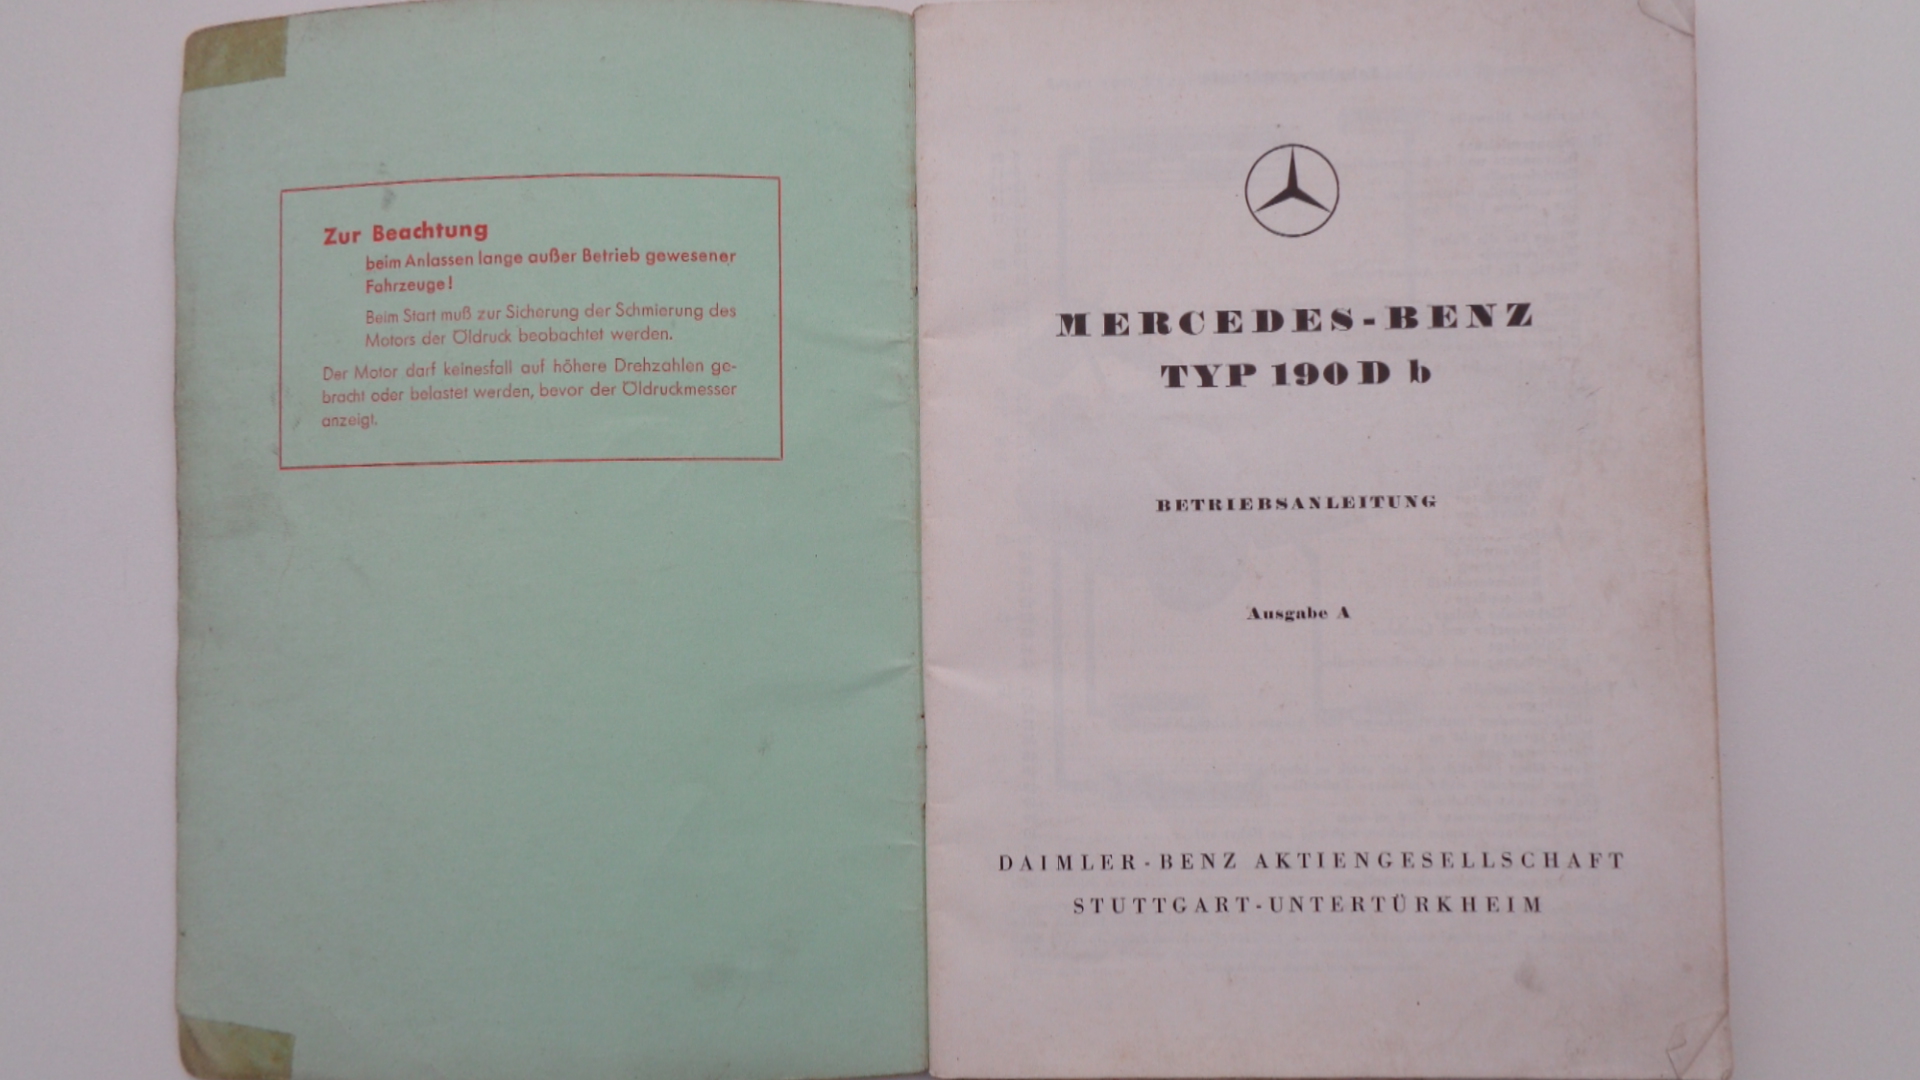 Zur Beachtung
beim Anlassen lange außer Betrieb gewesener
Fahrzeuge!
Beim Start muß zur Sicherung der Schmierung des
Motors der Öldruck beobachtet werden.
Der Motor darf keinesfall auf höhere Drehzahlen ge-
bracht oder belastet werden, bevor der Öldruckmesser
anzeigt.
MERCEDES-BENZ
TYP 190 D b
BETRIEBSANLEITUNG
Ausgabe A
DAIMLER-BENZ AKTIENGESELLSCHAFT
STUTTGART-UNTERTÜRKHEIM